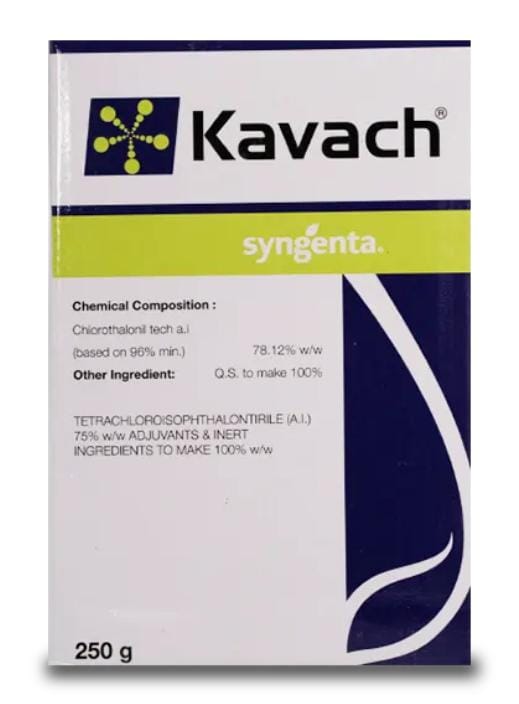 Kavach®
syngenta.
Chemical Composition :
Chlorothalonil tech a.i
(based on 96% min.) 78.12% w/w
Other Ingredient: Q.S. to make 100%
TETRACHLOROISOPHTHALONTIRILE (A.I.)
75% w/w ADJUVANTS & INERT
INGREDIENTS TO MAKE 100% w/w
250 g